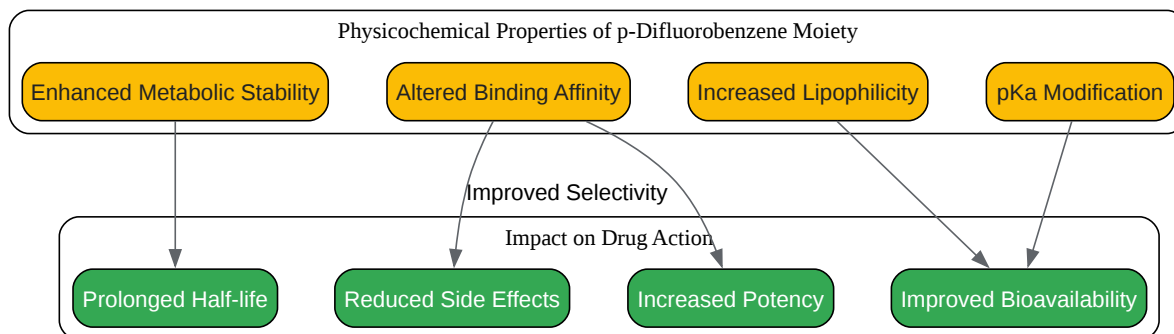 Physicochemical Properties of p-Difluorobenzene Moiety
Enhanced Metabolic Stability
Altered Binding Affinity
Increased Lipophilicity
pKa Modification
Improved Selectivity
Impact on Drug Action
Prolonged Half-life
Reduced Side Effects
Increased Potency
Improved Bioavailability